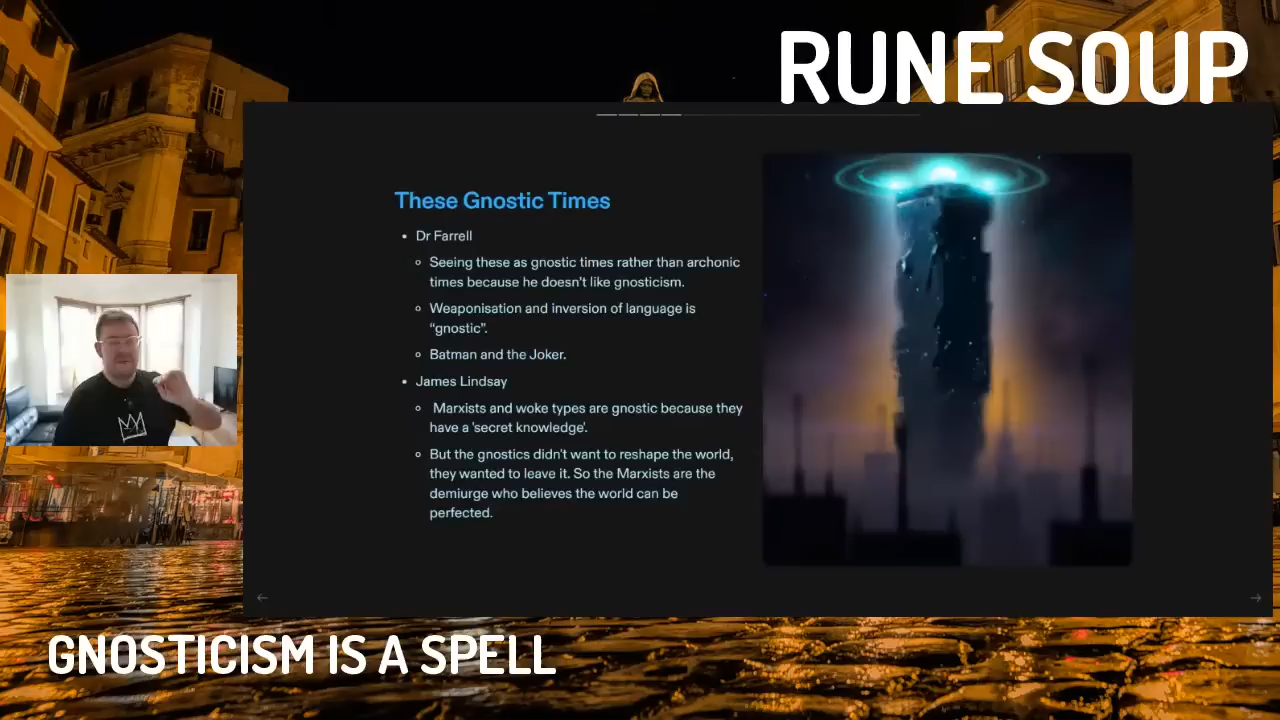 RUNE SOUP
These Gnostic Times
• Dr Farrell
◦ Seeing these as gnostic times rather than archonic
times because he doesn't like gnosticism.
◦ Weaponisation and inversion of language is
“gnostic”.
◦ Batman and the Joker.
• James Lindsay
◦ Marxists and woke types are gnostic because they
have a 'secret knowledge'.
◦ But the gnostics didn't want to reshape the world,
they wanted to leave it. So the Marxists are the
demiurge who believes the world can be
perfected.
GNOSTICISM IS A SPELL